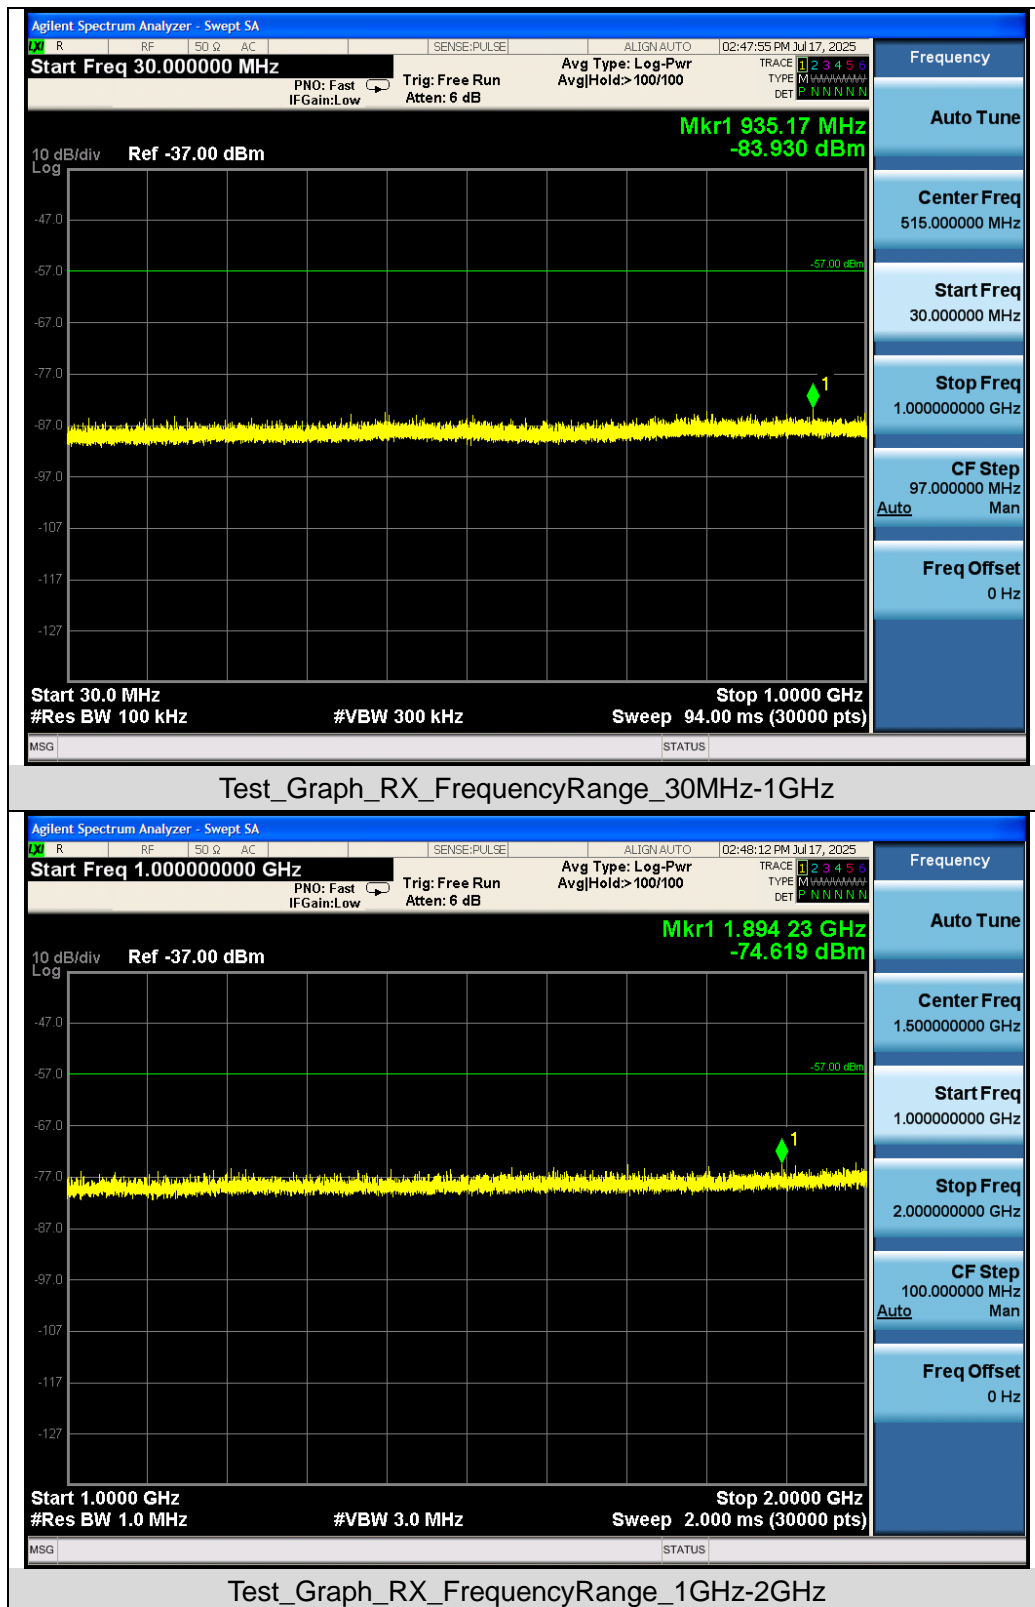 Agilent Spectrum Analyzer - Swept SA
LXI R RF 50 Ω AC SENSE:PULSE ALIGN AUTO 02:47:55 PM Jul 17, 2025
Start Freq 30.000000 MHz
PNO: Fast
IFGain:Low
Trig: Free Run
Atten: 6 dB
Avg Type: Log-Pwr
Avg|Hold:>100/100
TRACE 1 2 3 4 5 6
TYPE M W W W W W
DET P N N N N N
Mkr1 935.17 MHz
-83.930 dBm
10 dB/div Ref -37.00 dBm
Log
-47.0
-57.0
-57.00 dBm
-67.0
-77.0
1
-87.0
-97.0
-107
-117
-127
Start 30.0 MHz Stop 1.0000 GHz
#Res BW 100 kHz #VBW 300 kHz Sweep 94.00 ms (30000 pts)
MSG STATUS
Frequency
Auto Tune
Center Freq
515.000000 MHz
Start Freq
30.000000 MHz
Stop Freq
1.000000000 GHz
CF Step
97.000000 MHz
Auto Man
Freq Offset
0 Hz
Test_Graph_RX_FrequencyRange_30MHz-1GHz
Agilent Spectrum Analyzer - Swept SA
LXI R RF 50 Ω AC SENSE:PULSE ALIGN AUTO 02:48:12 PM Jul 17, 2025
Start Freq 1.000000000 GHz
PNO: Fast
IFGain:Low
Trig: Free Run
Atten: 6 dB
Avg Type: Log-Pwr
Avg|Hold:>100/100
TRACE 1 2 3 4 5 6
TYPE M W W W W W
DET P N N N N N
Mkr1 1.894 23 GHz
-74.619 dBm
10 dB/div Ref -37.00 dBm
Log
-47.0
-57.0
-57.00 dBm
-67.0
1
-77.0
-87.0
-97.0
-107
-117
-127
Start 1.0000 GHz Stop 2.0000 GHz
#Res BW 1.0 MHz #VBW 3.0 MHz Sweep 2.000 ms (30000 pts)
MSG STATUS
Frequency
Auto Tune
Center Freq
1.500000000 GHz
Start Freq
1.000000000 GHz
Stop Freq
2.000000000 GHz
CF Step
100.000000 MHz
Auto Man
Freq Offset
0 Hz
Test_Graph_RX_FrequencyRange_1GHz-2GHz